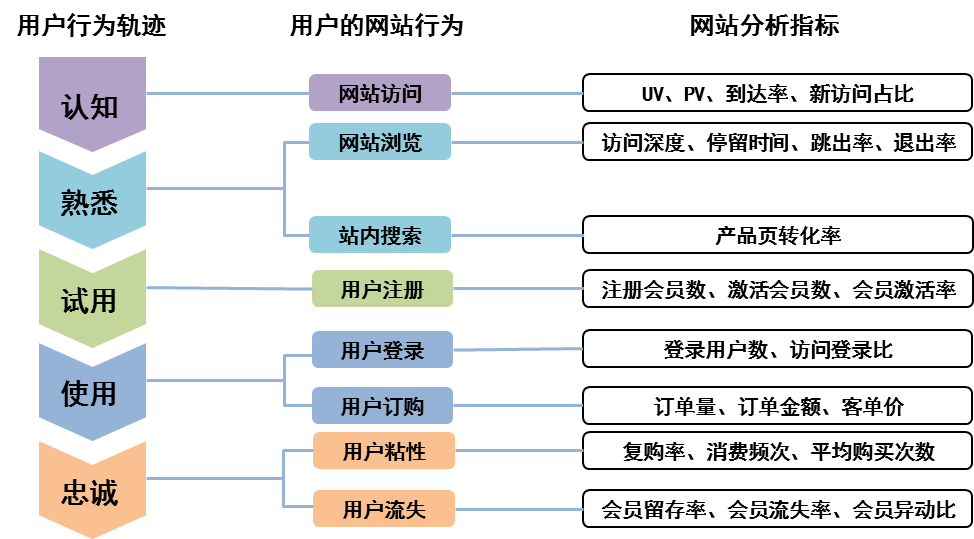 用户行为轨迹
用户的网站行为
网站分析指标
认知
网站访问
UV、PV、到达率、新访问占比
熟悉
网站浏览
访问深度、停留时间、跳出率、退出率
站内搜索
产品页转化率
试用
用户注册
注册会员数、激活会员数、会员激活率
使用
用户登录
登录用户数、访问登录比
用户订购
订单量、订单金额、客单价
忠诚
用户粘性
复购率、消费频次、平均购买次数
用户流失
会员留存率、会员流失率、会员异动比